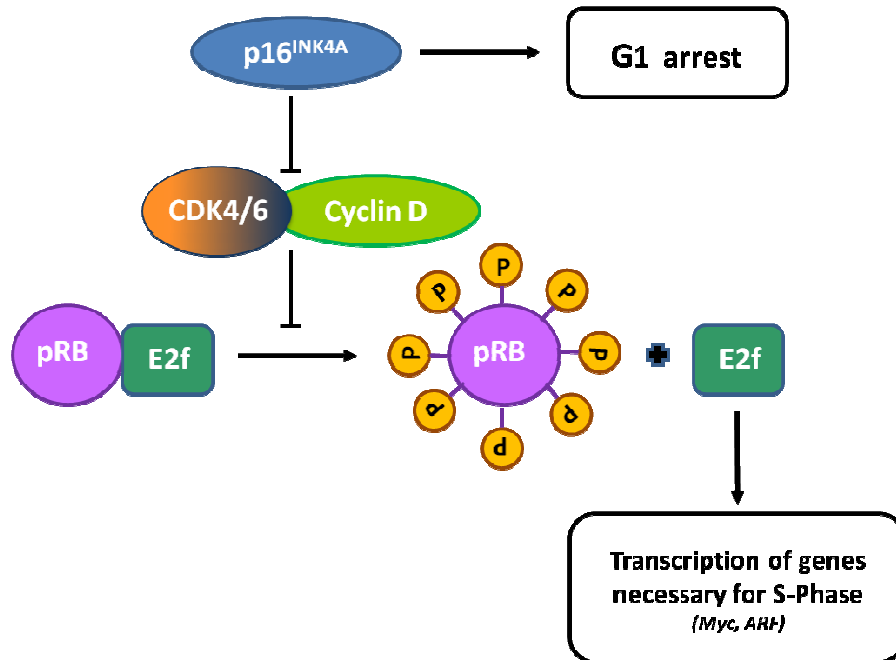 p16INK4A
G1 arrest
CDK4/6
Cyclin D
P
P
P
pRB
E2f
P
pRB
P
E2f
P
P
P
Transcription of genes
necessary for S-Phase
(Myc, ARF)